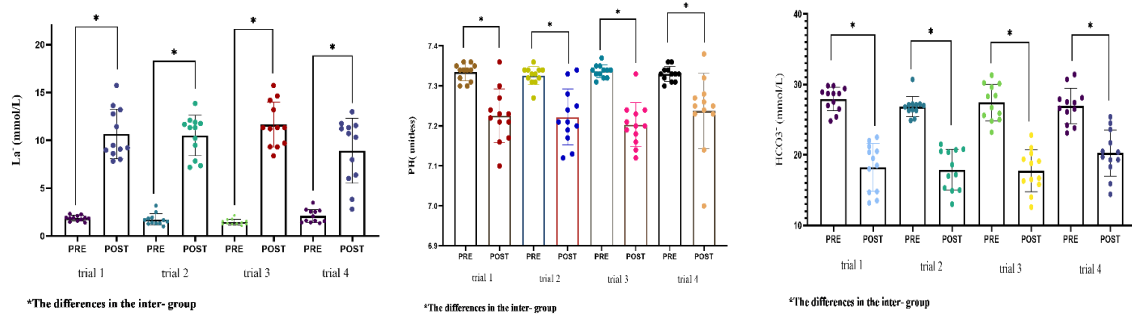 La⁻ (mmol/L)
20
15
10
5
0
*
*
*
*
PRE POST PRE POST PRE POST PRE POST
trial 1 trial 2 trial 3 trial 4
*The differences in the inter- group
PH( unitless)
7.4
7.3
7.2
7.1
7.0
6.9
*
*
*
*
PRE POST PRE POST PRE POST PRE POST
trial 1 trial 2 trial 3 trial 4
*The differences in the inter- group
HCO3⁻ (mmol/L)
40
30
20
10
*
*
*
*
PRE POST PRE POST PRE POST PRE POST
trial 1 trial 2 trial 3 trial 4
*The differences in the inter- group